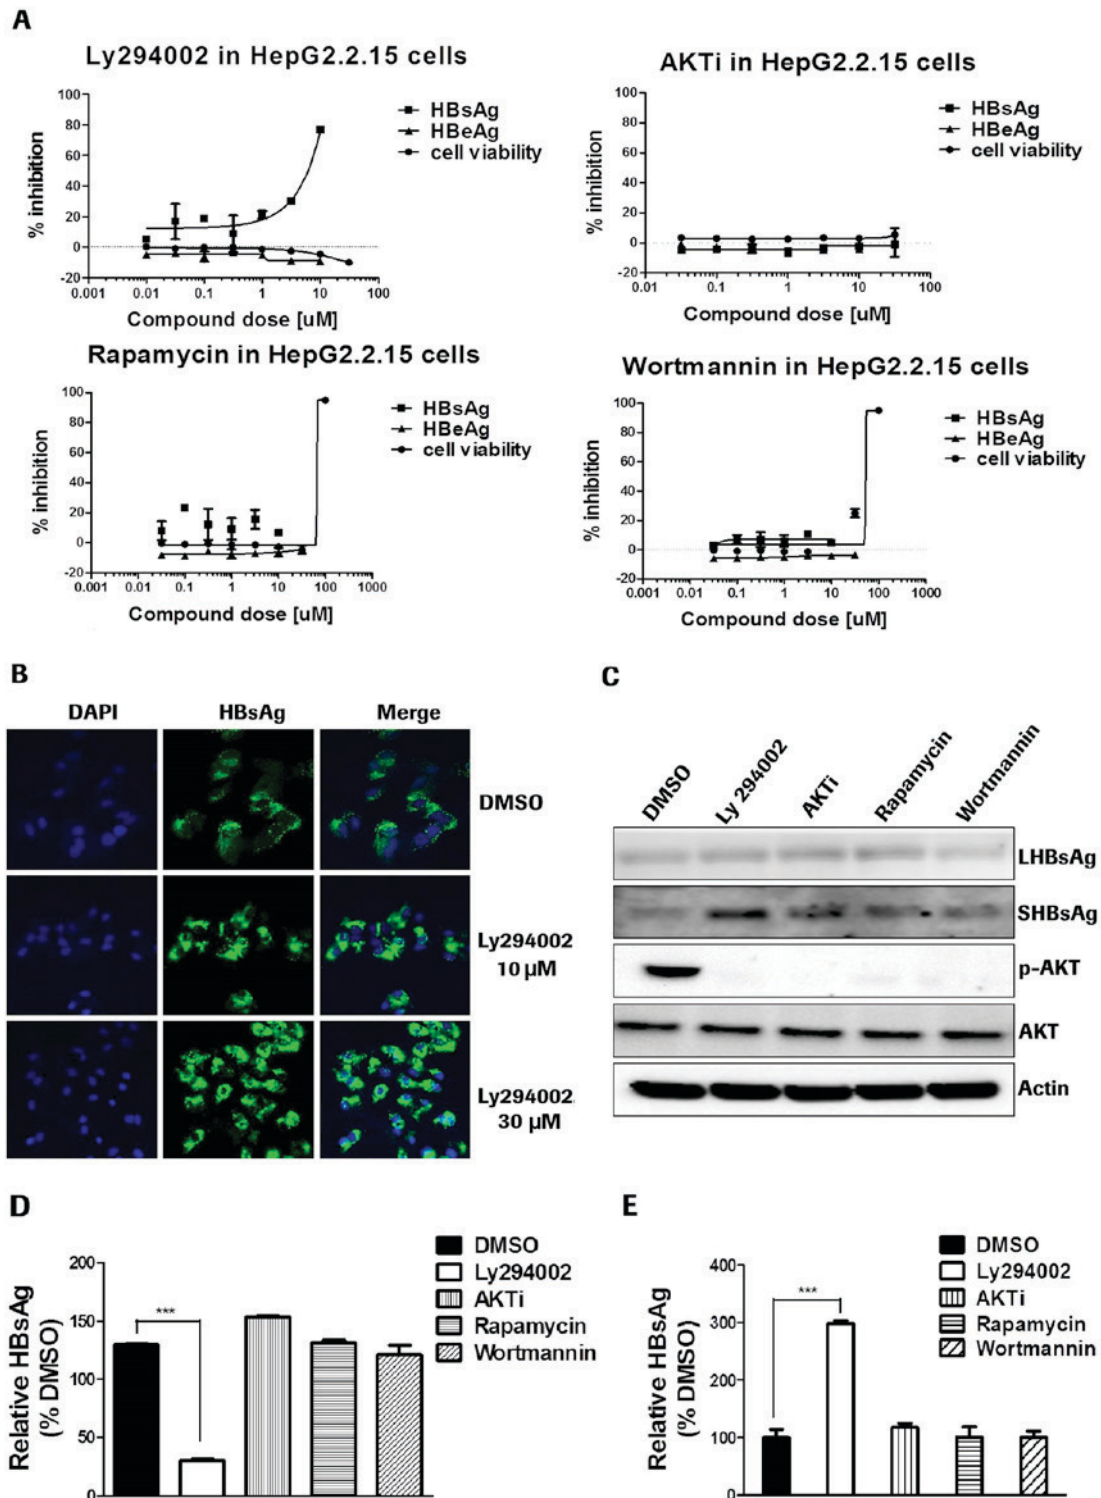 A
Ly294002 in HepG2.2.15 cells
100
80
60
40
20
0
-20
% inhibition
0.001 0.01 0.1 1 10 100
Compound dose [uM]
HBsAg
HBeAg
cell viability
AKTi in HepG2.2.15 cells
100
80
60
40
20
0
-20
% inhibition
0.01 0.1 1 10 100
Compound dose [uM]
HBsAg
HBeAg
cell viability
Rapamycin in HepG2.2.15 cells
100
80
60
40
20
0
-20
% inhibition
0.001 0.01 0.1 1 10 100 1000
Compound dose [uM]
HBsAg
HBeAg
cell viability
Wortmannin in HepG2.2.15 cells
100
80
60
40
20
0
-20
% inhibition
0.001 0.01 0.1 1 10 100 1000
Compound dose [uM]
HBsAg
HBeAg
cell viability
B
DAPI HBsAg Merge
DMSO
Ly294002
10 µM
Ly294002
30 µM
C
DMSO Ly 294002 AKTi Rapamycin Wortmannin
LHBsAg
SHBsAg
p-AKT
AKT
Actin
D
Relative HBsAg
(% DMSO)
200
150
100
50
0
***
DMSO
Ly294002
AKTi
Rapamycin
Wortmannin
E
Relative HBsAg
(% DMSO)
400
300
200
100
0
***
DMSO
Ly294002
AKTi
Rapamycin
Wortmannin